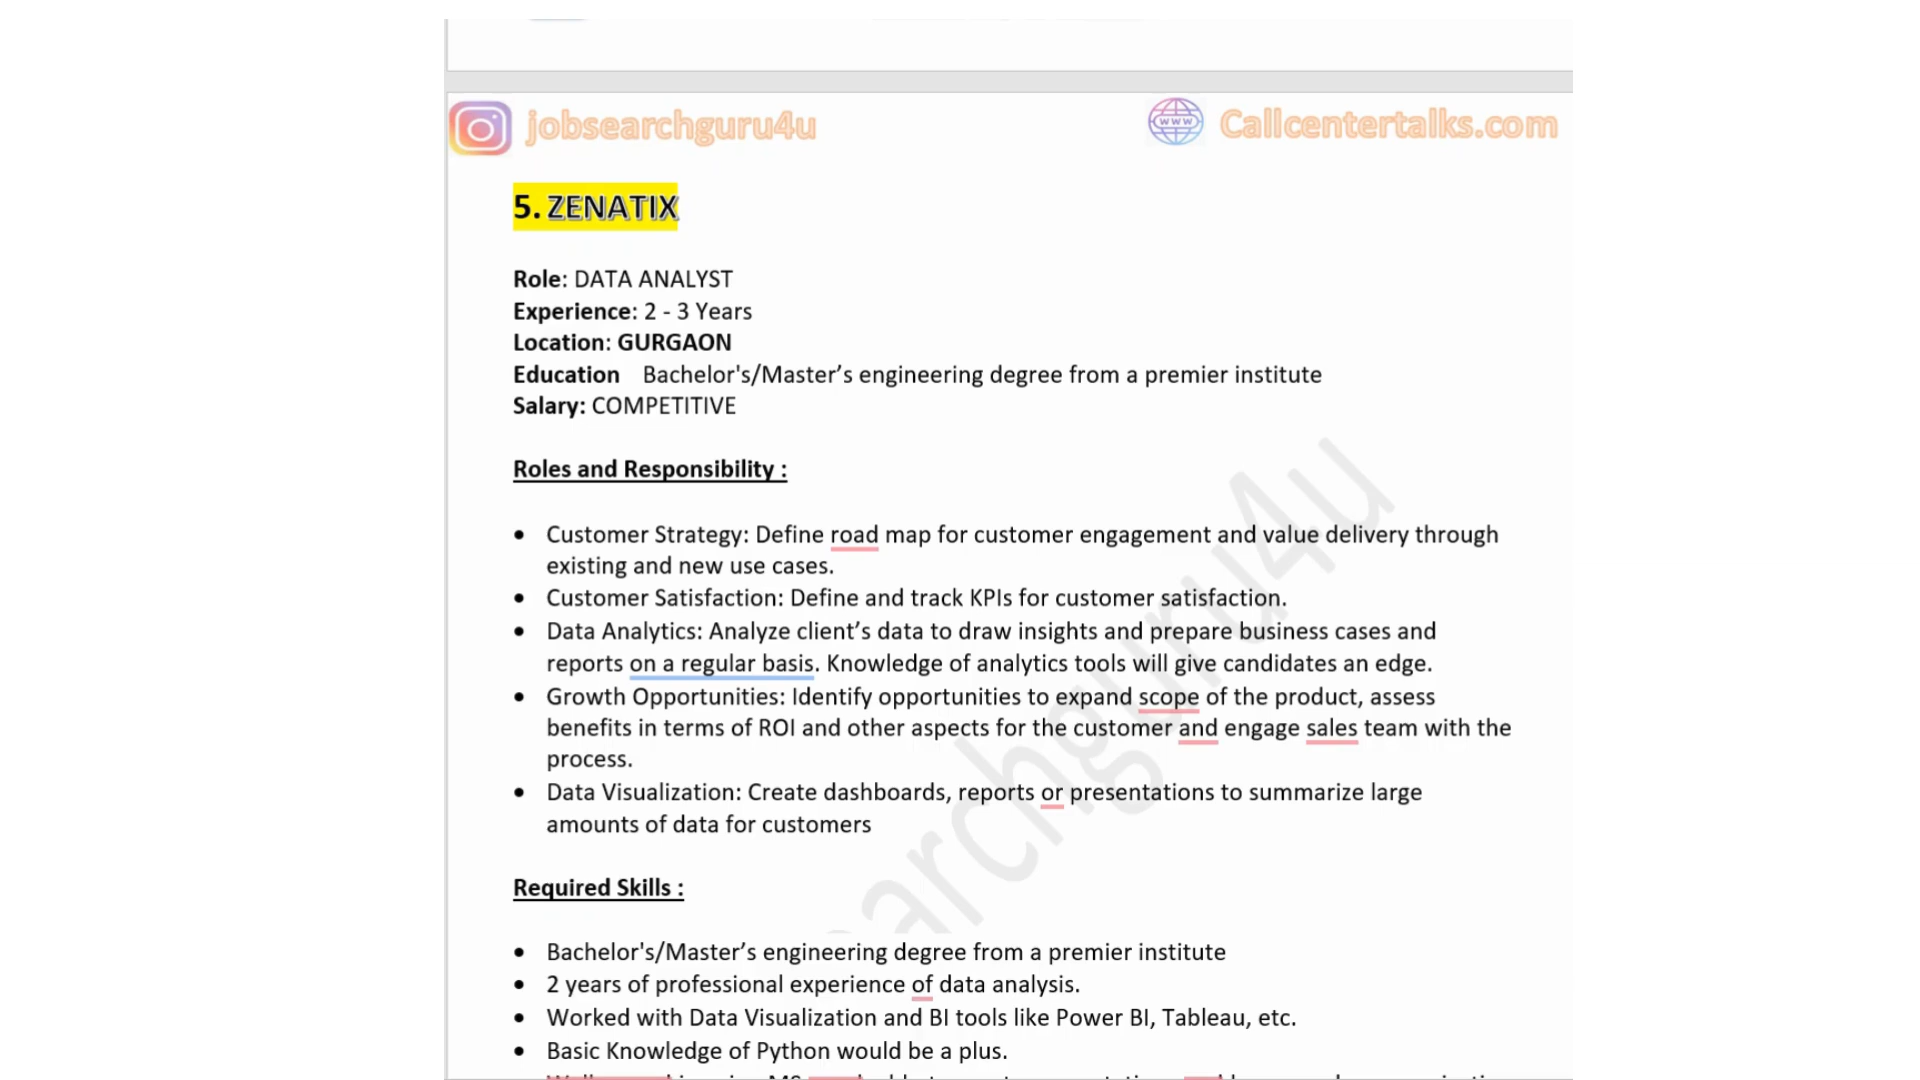 jobsearchguru4u
www
Callcentertalks.com
5. ZENATIX
Role: DATA ANALYST
Experience: 2 - 3 Years
Location: GURGAON
Education Bachelor's/Master’s engineering degree from a premier institute
Salary: COMPETITIVE
Roles and Responsibility :
• Customer Strategy: Define road map for customer engagement and value delivery through
existing and new use cases.
• Customer Satisfaction: Define and track KPIs for customer satisfaction.
• Data Analytics: Analyze client’s data to draw insights and prepare business cases and
reports on a regular basis. Knowledge of analytics tools will give candidates an edge.
• Growth Opportunities: Identify opportunities to expand scope of the product, assess
benefits in terms of ROI and other aspects for the customer and engage sales team with the
process.
• Data Visualization: Create dashboards, reports or presentations to summarize large
amounts of data for customers
archguru4u
Required Skills :
• Bachelor's/Master’s engineering degree from a premier institute
• 2 years of professional experience of data analysis.
• Worked with Data Visualization and BI tools like Power BI, Tableau, etc.
• Basic Knowledge of Python would be a plus.